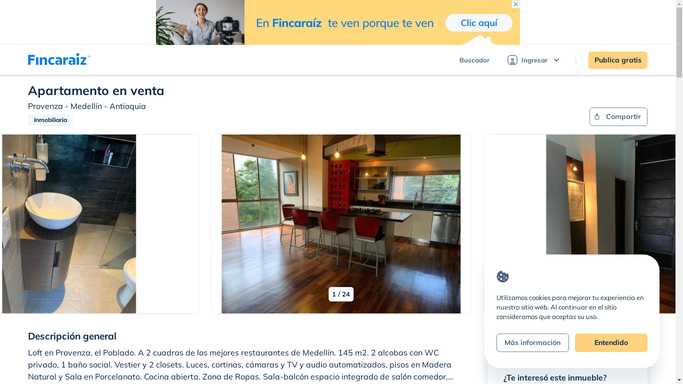 En Fincaraíz te ven porque te ven
Clic aquí
Fincaraiz
Buscador
Ingresar
Publica gratis
Apartamento en venta
Provenza - Medellín - Antioquia
Inmobiliaria
Compartir
1 / 24
Utilizamos cookies para mejorar tu experiencia en
nuestro sitio web. Al continuar en el sitio
consideramos que aceptas su uso.
Más información
Entendido
Descripción general
Loft en Provenza, el Poblado. A 2 cuadras de los mejores restaurantes de Medellín. 145 m2. 2 alcobas con WC
privado, 1 baño social. Vestier y 2 closets. Luces, cortinas, cámaras y TV y audio automatizados, pisos en Madera
Natural y Sala en Porcelanato. Cocina abierta. Zona de Ropas. Sala-balcón espacio integrado de salón comedor,...
¿Te interesó este inmueble?